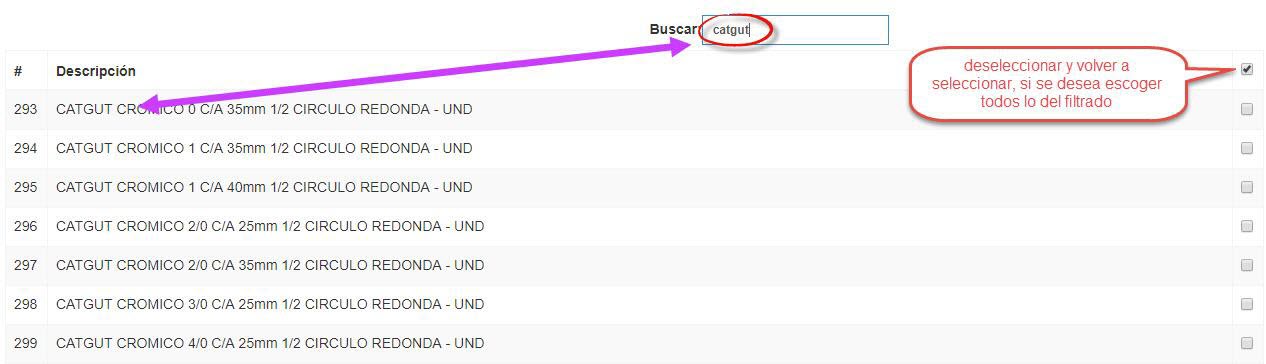 Buscar: catgut
# Descripción
deseleccionar y volver a
seleccionar, si se desea escoger
todos lo del filtrado
293 CATGUT CROMICO 0 C/A 35mm 1/2 CIRCULO REDONDA - UND
294 CATGUT CROMICO 1 C/A 35mm 1/2 CIRCULO REDONDA - UND
295 CATGUT CROMICO 1 C/A 40mm 1/2 CIRCULO REDONDA - UND
296 CATGUT CROMICO 2/0 C/A 25mm 1/2 CIRCULO REDONDA - UND
297 CATGUT CROMICO 2/0 C/A 35mm 1/2 CIRCULO REDONDA - UND
298 CATGUT CROMICO 3/0 C/A 25mm 1/2 CIRCULO REDONDA - UND
299 CATGUT CROMICO 4/0 C/A 25mm 1/2 CIRCULO REDONDA - UND